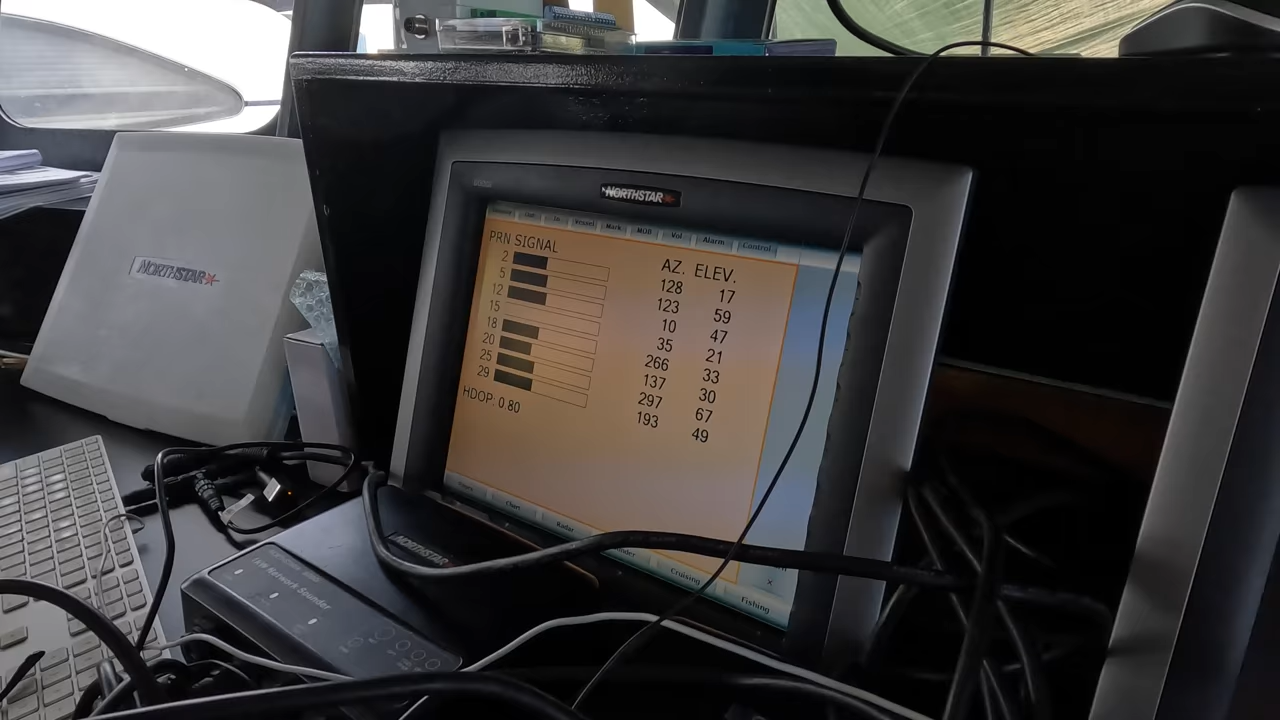 NORTHSTAR
In
Vessel
Mark
MOB
Vol
Alarm
Control
PRN SIGNAL AZ. ELEV.
2 128 17
5 123 59
12 10 47
15 35 21
18 266 33
20 137 30
25 297 67
29 193 49
HDOP: 0.80
Chart
Radar
Cruising
Fishing
NORTHSTAR
NORTHSTAR
1kW Network Sounder